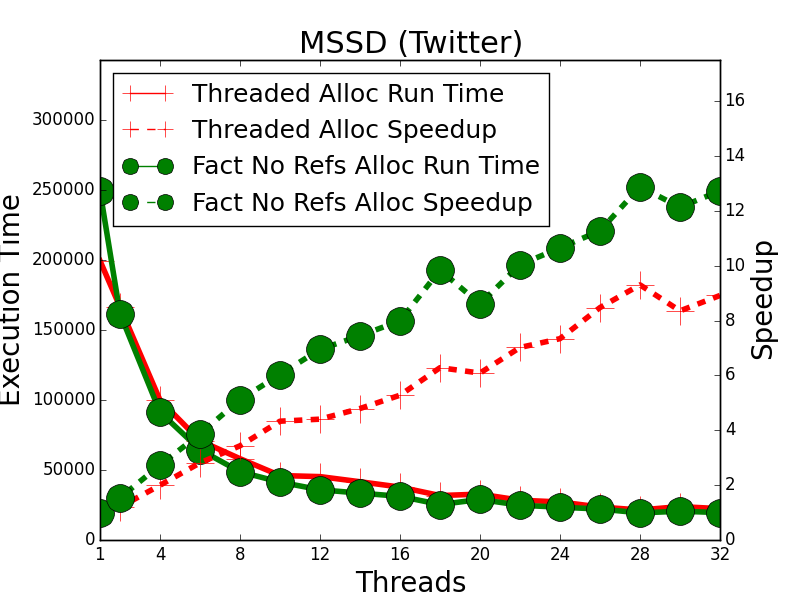 MSSD (Twitter)
Threaded Alloc Run Time
Threaded Alloc Speedup
Fact No Refs Alloc Run Time
Fact No Refs Alloc Speedup
Execution Time
300000
250000
200000
150000
100000
50000
0
16
14
12
10
8
6
4
2
0
Speedup
1 4 8 12 16 20 24 28 32
Threads